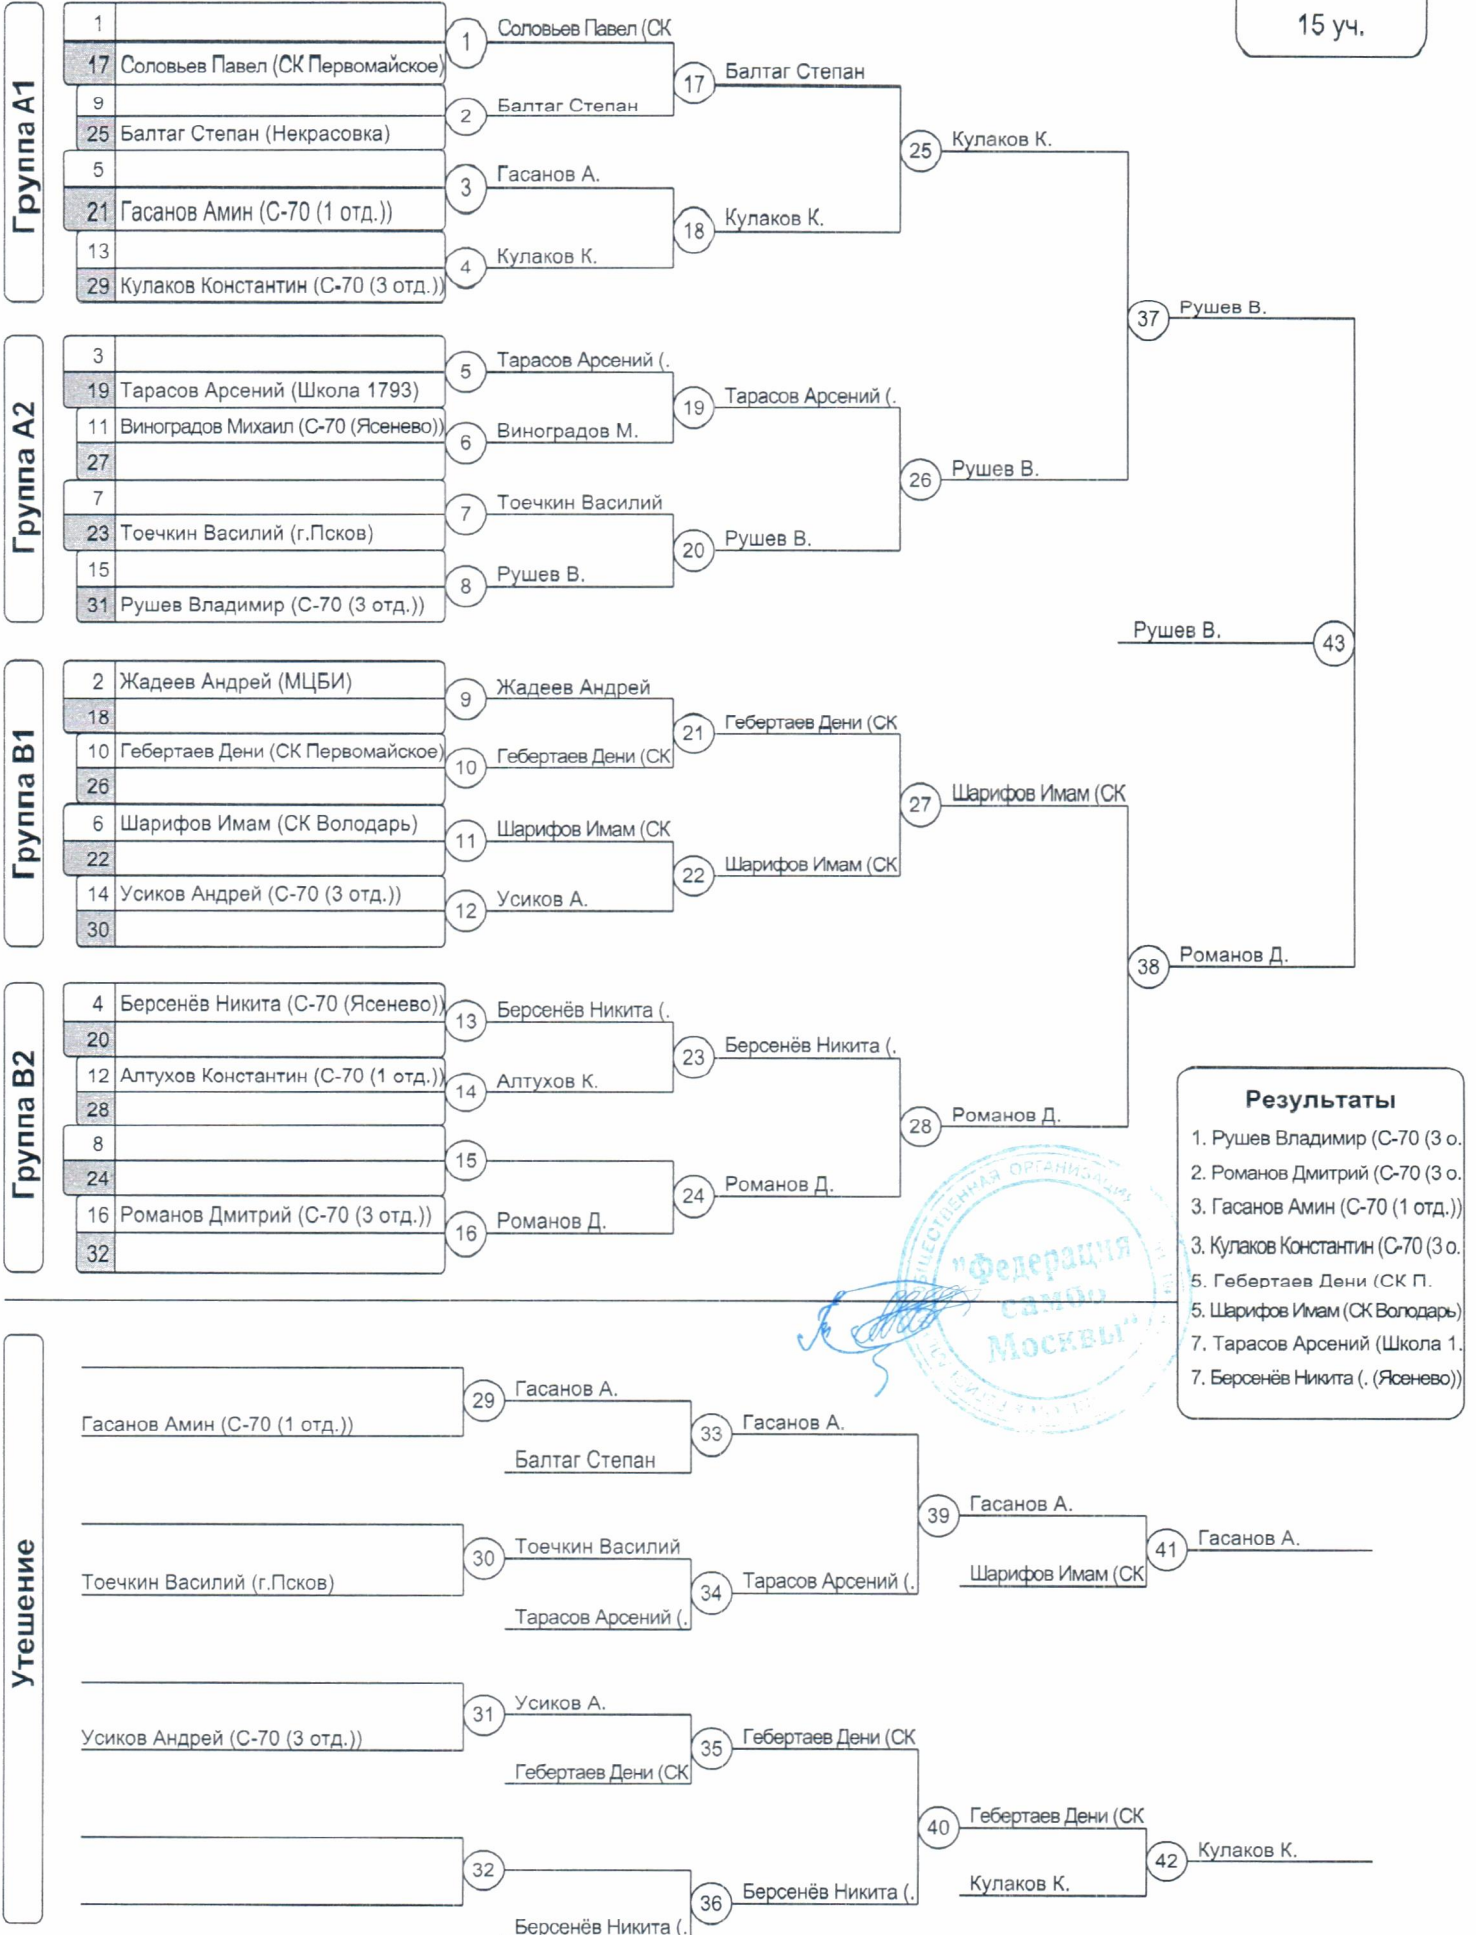 15 уч.
Группа А1
1
17 Соловьев Павел (СК Первомайское)
9
25 Балтаг Степан (Некрасовка)
5
21 Гасанов Амин (С-70 (1 отд.))
13
29 Кулаков Константин (С-70 (3 отд.))
1 Соловьев Павел (СК
2 Балтаг Степан
3 Гасанов А.
4 Кулаков К.
17 Балтаг Степан
18 Кулаков К.
25 Кулаков К.
Группа А2
3
19 Тарасов Арсений (Школа 1793)
11 Виноградов Михаил (С-70 (Ясенево))
27
7
23 Тоечкин Василий (г.Псков)
15
31 Рушев Владимир (С-70 (3 отд.))
5 Тарасов Арсений (.
6 Виноградов М.
7 Тоечкин Василий
8 Рушев В.
19 Тарасов Арсений (.
20 Рушев В.
26 Рушев В.
37 Рушев В.
Рушев В. 43
Группа В1
2 Жадеев Андрей (МЦБИ)
18
10 Гебертаев Дени (СК Первомайское)
26
6 Шарифов Имам (СК Володарь)
22
14 Усиков Андрей (С-70 (3 отд.))
30
9 Жадеев Андрей
10 Гебертаев Дени (СК
11 Шарифов Имам (СК
12 Усиков А.
21 Гебертаев Дени (СК
22 Шарифов Имам (СК
27 Шарифов Имам (СК
Группа В2
4 Берсенёв Никита (С-70 (Ясенево))
20
12 Алтухов Константин (С-70 (1 отд.))
28
8
24
16 Романов Дмитрий (С-70 (3 отд.))
32
13 Берсенёв Никита (.
14 Алтухов К.
15
16 Романов Д.
23 Берсенёв Никита (.
24 Романов Д.
28 Романов Д.
38 Романов Д.
Результаты
1. Рушев Владимир (С-70 (3 о.
2. Романов Дмитрий (С-70 (3 о.
3. Гасанов Амин (С-70 (1 отд.))
3. Кулаков Константин (С-70 (3 о.
5. Гебертаев Дени (СК П.
5. Шарифов Имам (СК Володарь)
7. Тарасов Арсений (Школа 1.
7. Берсенёв Никита (. (Ясенево))
"Федерация
самбо
Москвы"
Утешение
Гасанов Амин (С-70 (1 отд.))
29 Гасанов А.
Балтаг Степан
33 Гасанов А.
Тоечкин Василий (г.Псков)
30 Тоечкин Василий
Тарасов Арсений (.
34 Тарасов Арсений (.
39 Гасанов А.
Шарифов Имам (СК
41 Гасанов А.
Усиков Андрей (С-70 (3 отд.))
31 Усиков А.
Гебертаев Дени (СК
35 Гебертаев Дени (СК
32
Берсенёв Никита (.
36 Берсенёв Никита (.
40 Гебертаев Дени (СК
Кулаков К.
42 Кулаков К.